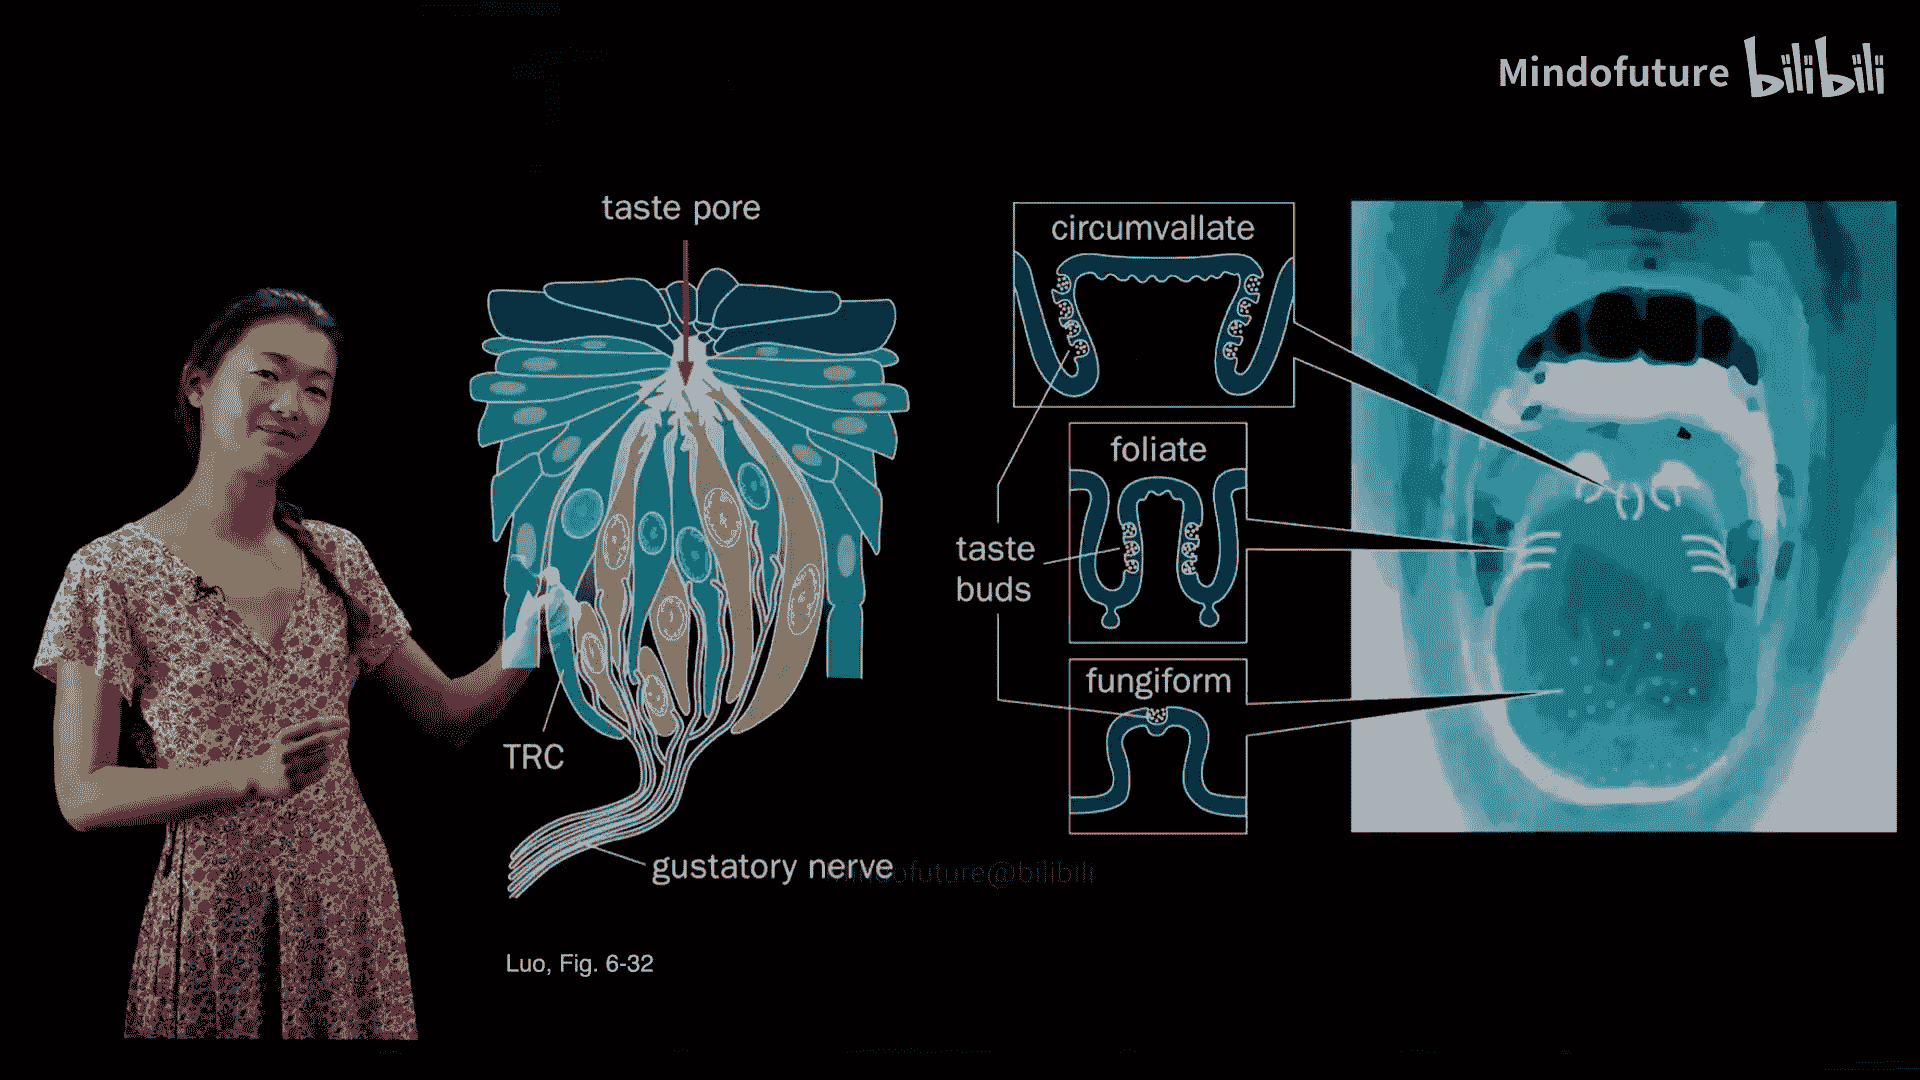 Mindofuture bilibili
taste pore
circumvallate
foliate
taste
buds
fungiform
TRC
gustatory nerve
Mindofuture@bilibili
Luo, Fig. 6-32